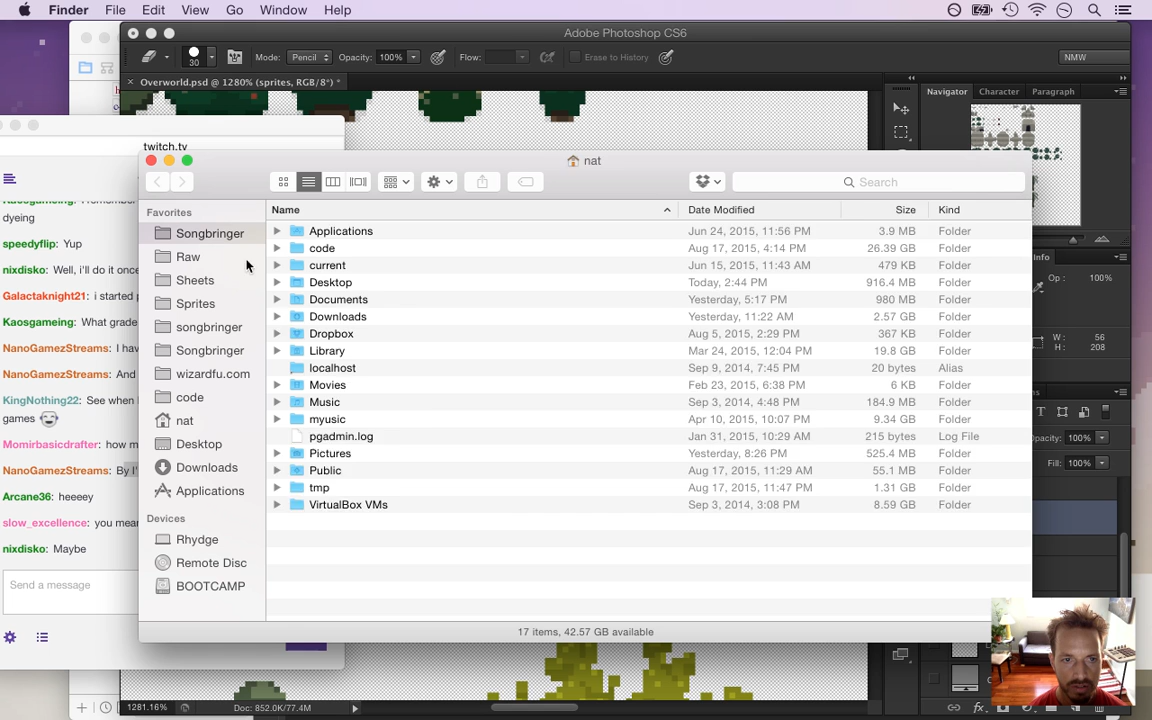 Finder File Edit View Go Window Help
Adobe Photoshop CS6
30 Mode: Pencil Opacity: 100% Flow: Erase to History NMW
Overworld.psd @ 1280% (sprites, RGB/8*) *
Navigator Character Paragraph
twitch.tv
nat
Search
Favorites
Songbringer
Raw
Sheets
Sprites
songbringer
Songbringer
wizardfu.com
code
nat
Desktop
Downloads
Applications
Devices
Rhydge
Remote Disc
BOOTCAMP
Name Date Modified Size Kind
Applications Jun 24, 2015, 11:56 PM 3.9 MB Folder
code Aug 17, 2015, 4:14 PM 26.39 GB Folder
current Jun 15, 2015, 11:43 AM 479 KB Folder
Desktop Today, 2:44 PM 916.4 MB Folder
Documents Yesterday, 5:17 PM 980 MB Folder
Downloads Yesterday, 11:22 AM 2.57 GB Folder
Dropbox Aug 5, 2015, 2:29 PM 367 KB Folder
Library Mar 24, 2015, 12:04 PM 19.8 GB Folder
localhost Sep 9, 2014, 7:45 PM 20 bytes Alias
Movies Feb 23, 2015, 6:38 PM 6 KB Folder
Music Sep 3, 2014, 4:48 PM 184.9 MB Folder
myusic Apr 10, 2015, 10:07 PM 9.34 GB Folder
pgadmin.log Jan 31, 2015, 10:29 AM 215 bytes Log File
Pictures Yesterday, 8:26 PM 525.4 MB Folder
Public Aug 17, 2015, 11:29 AM 55.1 MB Folder
tmp Aug 17, 2015, 11:47 PM 1.31 GB Folder
VirtualBox VMs Sep 3, 2014, 3:08 PM 8.59 GB Folder
17 items, 42.57 GB available
dyeing
speedyflip: Yup
nixdisko: Well, i'll do it once
Galactaknight21: i started
Kaosgameing: What grade
NanoGamezStreams: I hav
NanoGamezStreams: And
KingNothing22: See when
games
Momirbasicdrafter: how m
NanoGamezStreams: By I'
Arcane36: heeeey
slow_excellence: you mea
nixdisko: Maybe
Send a message
Info
Op : 100%
W : 56
H : 208
Opacity: 100%
Fill: 100%
1281.16% Doc: 852.0K/77.4M